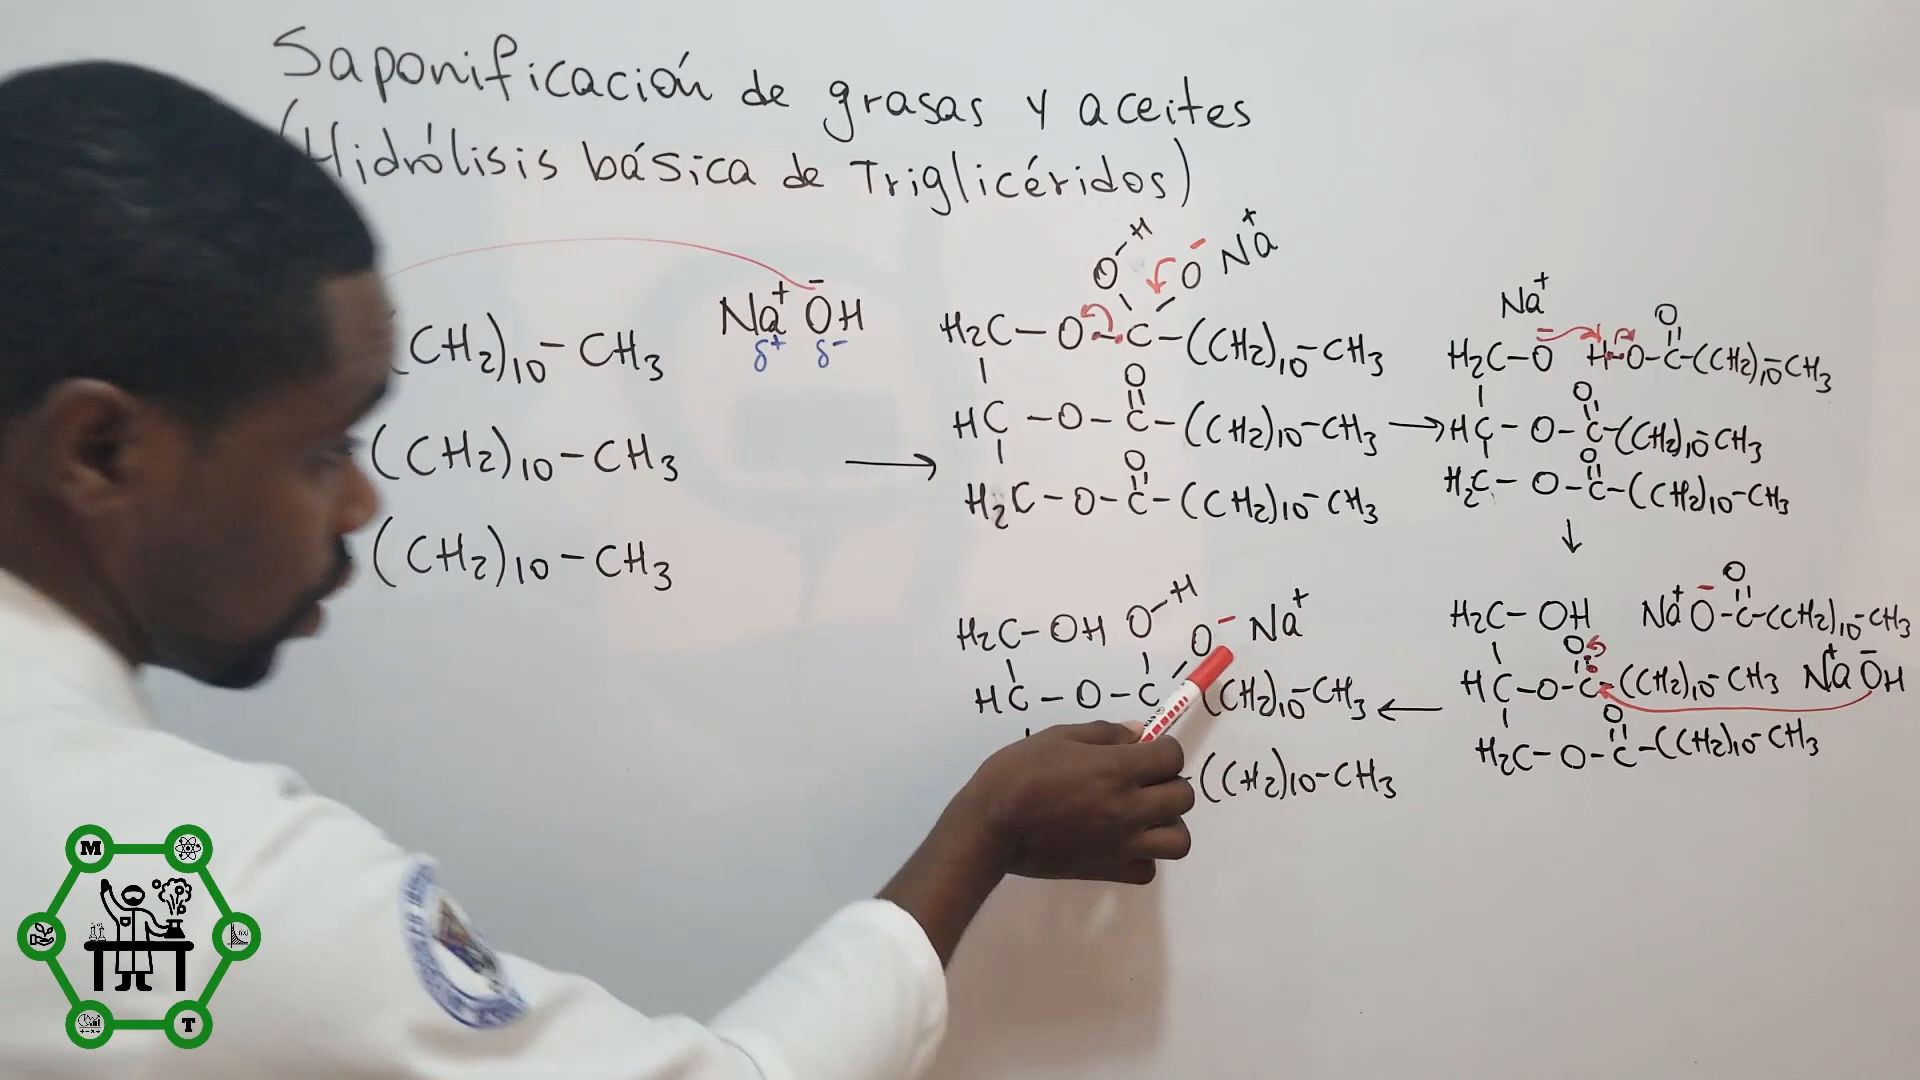 Saponificación de grasas y aceites
(Hidrólisis básica de Triglicéridos)
(CH2)10-CH3
Na+ -OH
δ+ δ-
(CH2)10-CH3
(CH2)10-CH3
O-H O- Na+
H2C-O-C-(CH2)10-CH3
O
HC-O-C-(CH2)10-CH3
O
H2C-O-C-(CH2)10-CH3
Na+
O
H2C-O- H-O-C-(CH2)10-CH3
O
HC-O-C-(CH2)10-CH3
O
H2C-O-C-(CH2)10-CH3
O
H2C-OH Na+ -O-C-(CH2)10-CH3
O
HC-O-C-(CH2)10-CH3 Na+ -OH
O
H2C-O-C-(CH2)10-CH3
H2C-OH O-H O- Na+
HC-O-C (CH2)10-CH3
(CH2)10-CH3
M
T